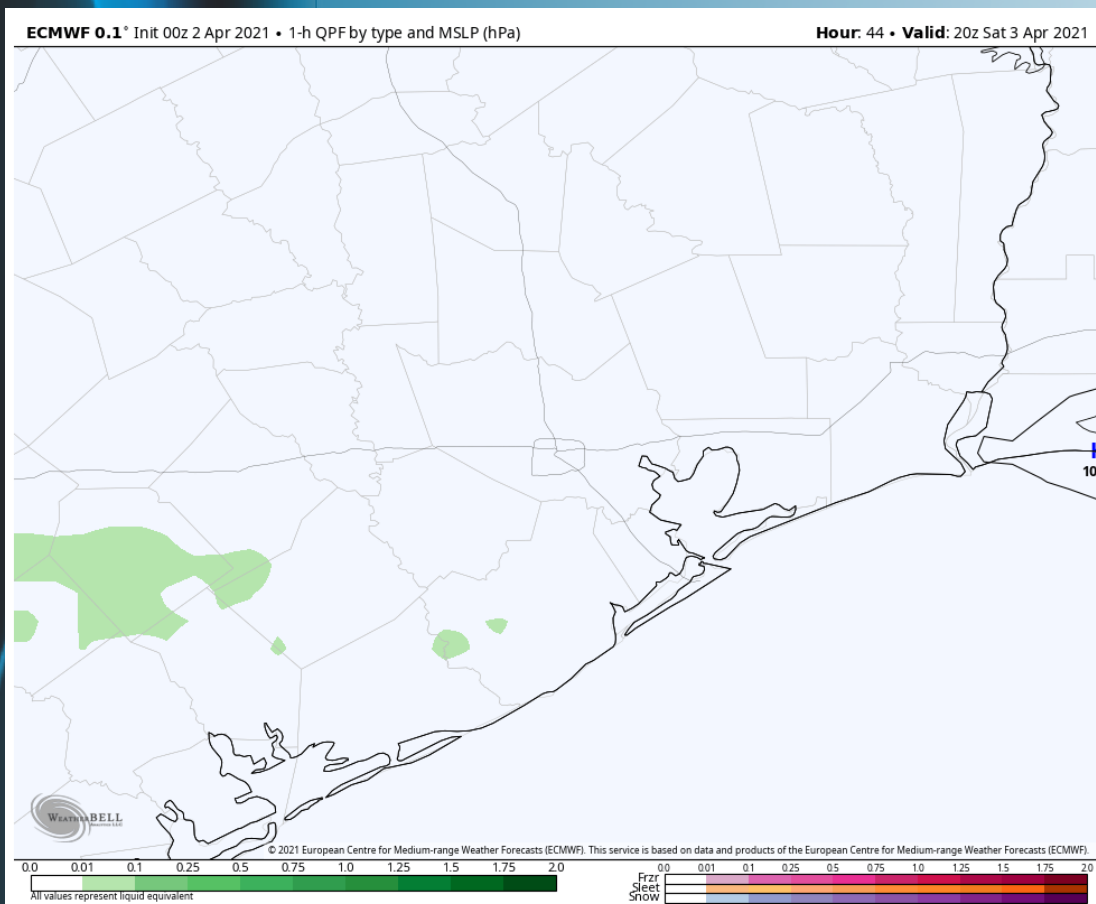 ECMWF 0.1° Init 00z 2 Apr 2021 • 1-h QPF by type and MSLP (hPa) Hour: 44 • Valid: 20z Sat 3 Apr 2021
H
10
WEATHERBELL
© 2021 European Centre for Medium-range Weather Forecasts (ECMWF). This service is based on data and products of the European Centre for Medium-range Weather Forecasts (ECMWF).
0.0 0.01 0.1 0.25 0.5 0.75 1.0 1.25 1.5 1.75 2.0
All values represent liquid equivalent
0.0 0.01 0.1 0.25 0.5 0.75 1.0 1.25 1.5 1.75 2.0
Frzr
Sleet
Snow